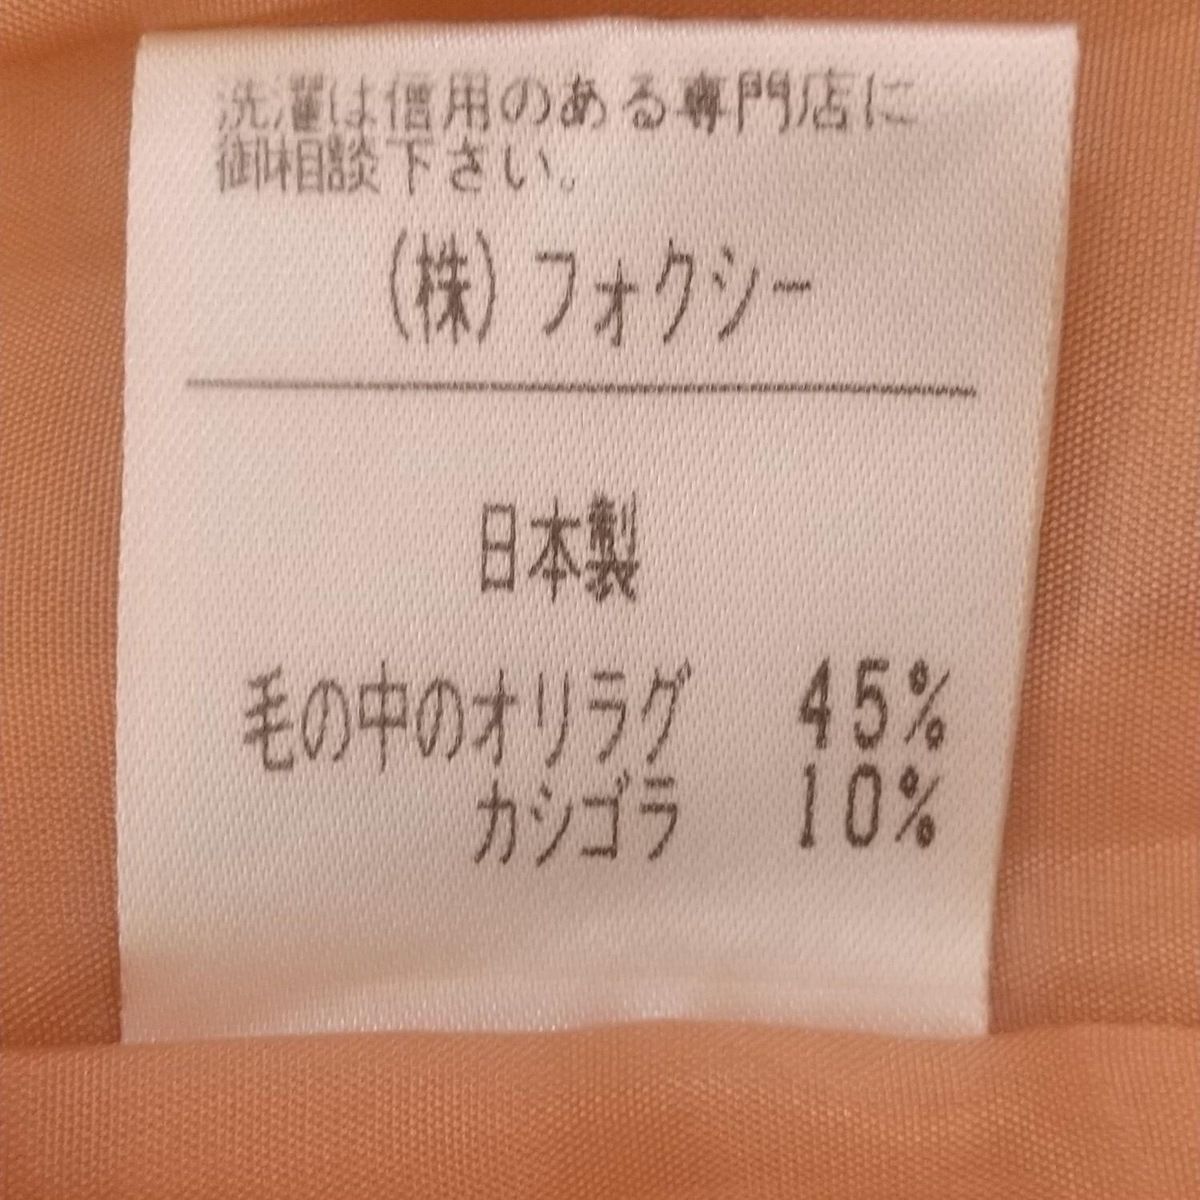 洗濯は信用のある専門店に
御相談下さい。
(株)フォクシー
日本製
毛の中のオリラグ 45%
カシゴラ 10%